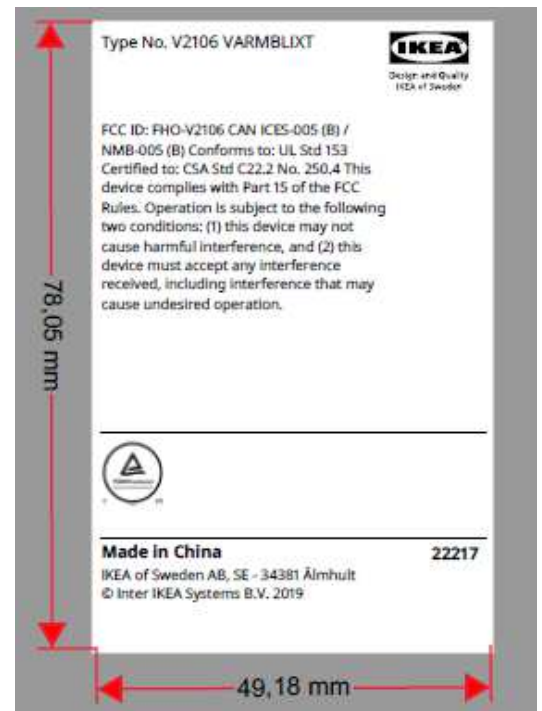 Type No. V2106 VARMBLIXT
IKEA
Design and Quality
IKEA of Sweden
FCC ID: FHO-V2106 CAN ICES-005 (B) /
NMB-005 (B) Conforms to: UL Std 153
Certified to: CSA Std C22.2 No. 250.4 This
device complies with Part 15 of the FCC
Rules. Operation is subject to the following
two conditions: (1) this device may not
cause harmful interference, and (2) this
device must accept any interference
received, including interference that may
cause undesired operation.
78,05 mm
Made in China 22217
IKEA of Sweden AB, SE - 34381 Älmhult
© Inter IKEA Systems B.V. 2019
49,18 mm